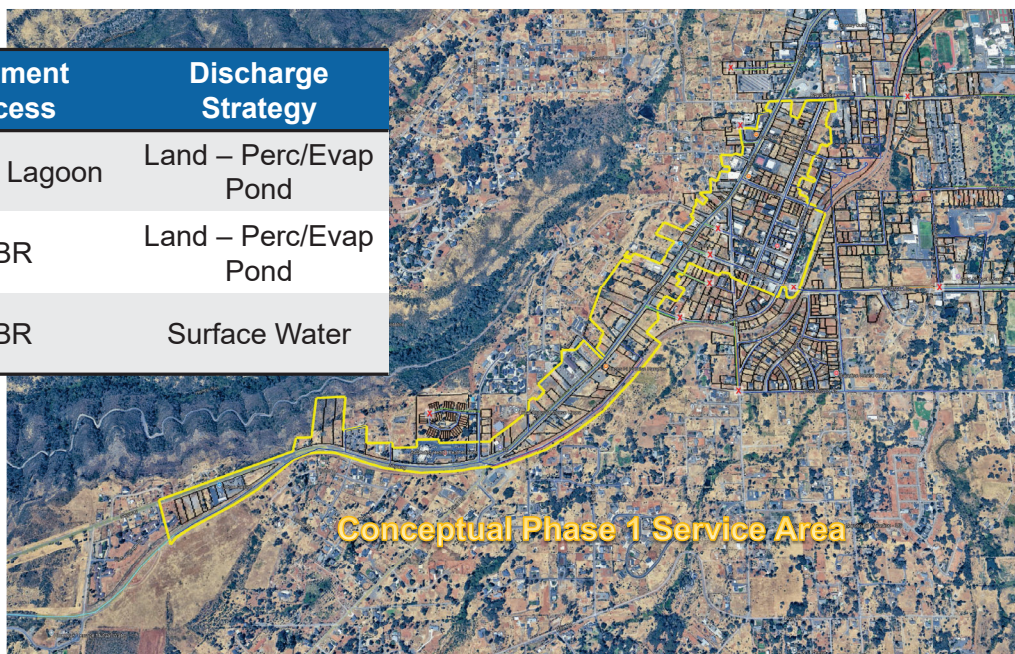 ment Discharge
cess Strategy
Lagoon Land – Perc/Evap
Pond
BR Land – Perc/Evap
Pond
BR Surface Water
Conceptual Phase 1 Service Area